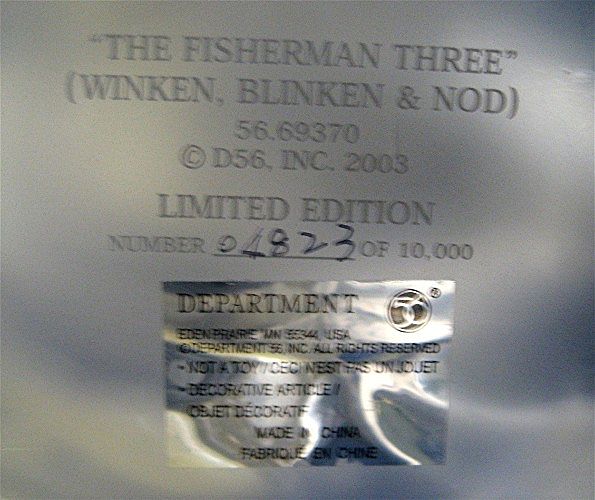 “THE FISHERMAN THREE”
(WINKEN, BLINKEN & NOD)
56.69370
© D56, INC. 2003
LIMITED EDITION
NUMBER 04823 OF 10,000
DEPARTMENT 56 ®
EDEN PRAIRIE, MN 55344, USA
©DEPARTMENT 56, INC. ALL RIGHTS RESERVED
• NOT A TOY / CECI N'EST PAS UN JOUET
• DECORATIVE ARTICLE /
OBJET DÉCORATIF
MADE IN CHINA
FABRIQUÉ EN CHINE